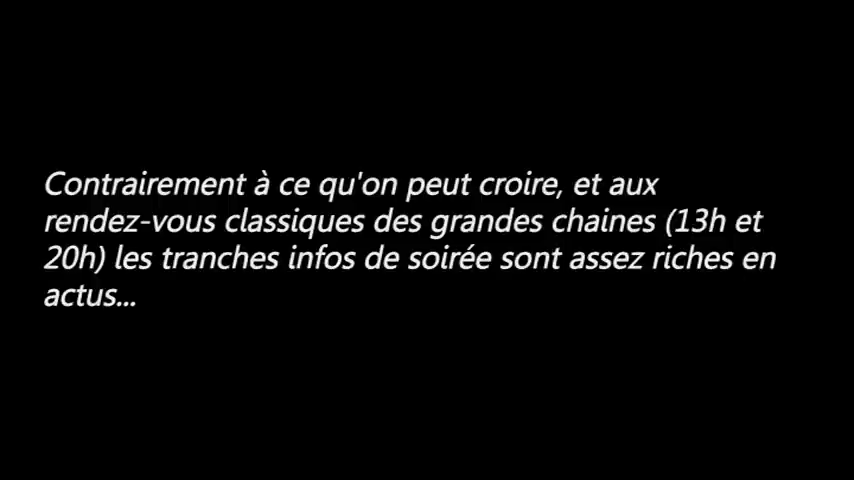 Contrairement à ce qu'on peut croire, et aux
rendez-vous classiques des grandes chaines (13h et
20h) les tranches infos de soirée sont assez riches en
actus...